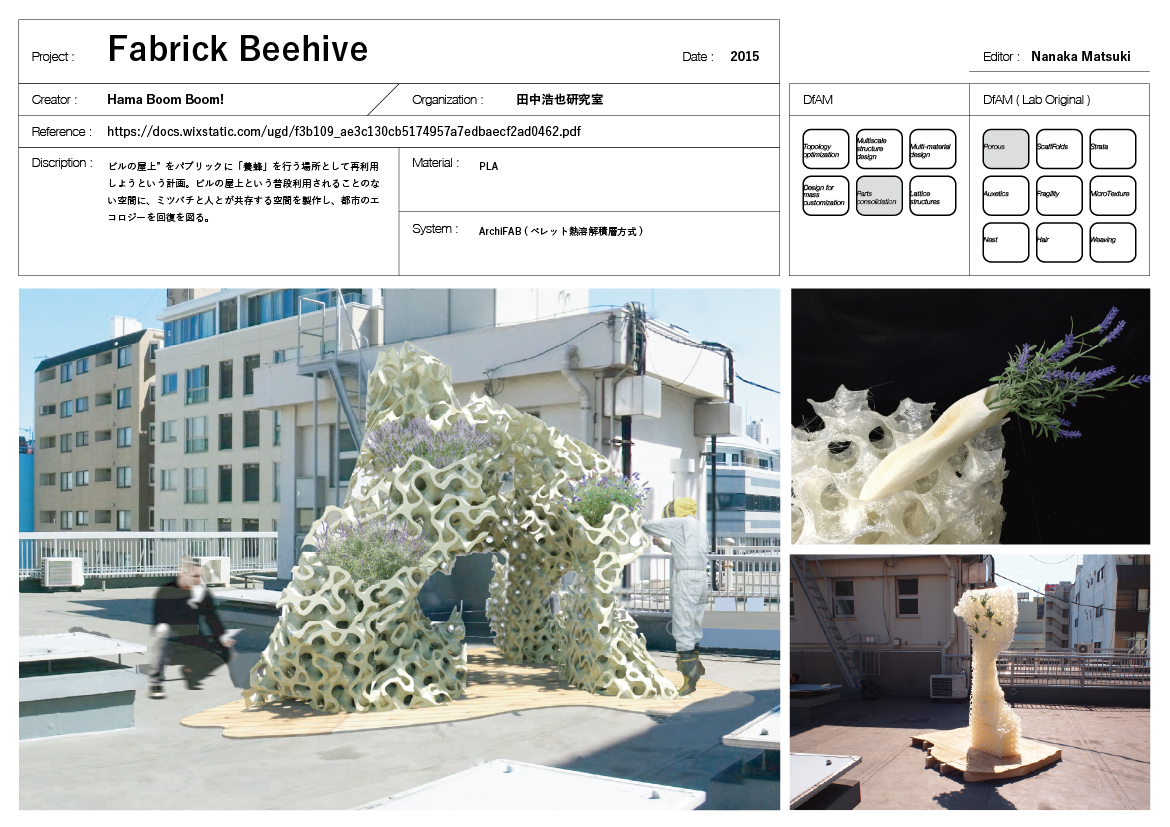 Project :
Fabrick Beehive
Date :
2015
Editor :
Nanaka Matsuki
Creator :
Hama Boom Boom!
Organization :
田中浩也研究室
Reference :
https://docs.wixstatic.com/ugd/f3b109_ae3c130cb5174957a7edbaecf2ad0462.pdf
Discription :
ビルの屋上”をパブリックに「養蜂」を行う場所として再利用
しようという計画。ビルの屋上という普段利用されることのな
い空間に、ミツバチと人とが共存する空間を製作し、都市のエ
コロジーを回復を図る。
Material :
PLA
System :
ArchiFAB ( ペレット熱溶解積層方式 )
DfAM
Topology
optimization
Multiscale
structure
design
Multi-material
design
Design for
mass
customization
Parts
consolidation
Lattice
structures
DfAM ( Lab Original )
Porous
ScaffFolds
Strata
Auxetics
Fragility
MicroTexture
Nest
Hair
Weaving